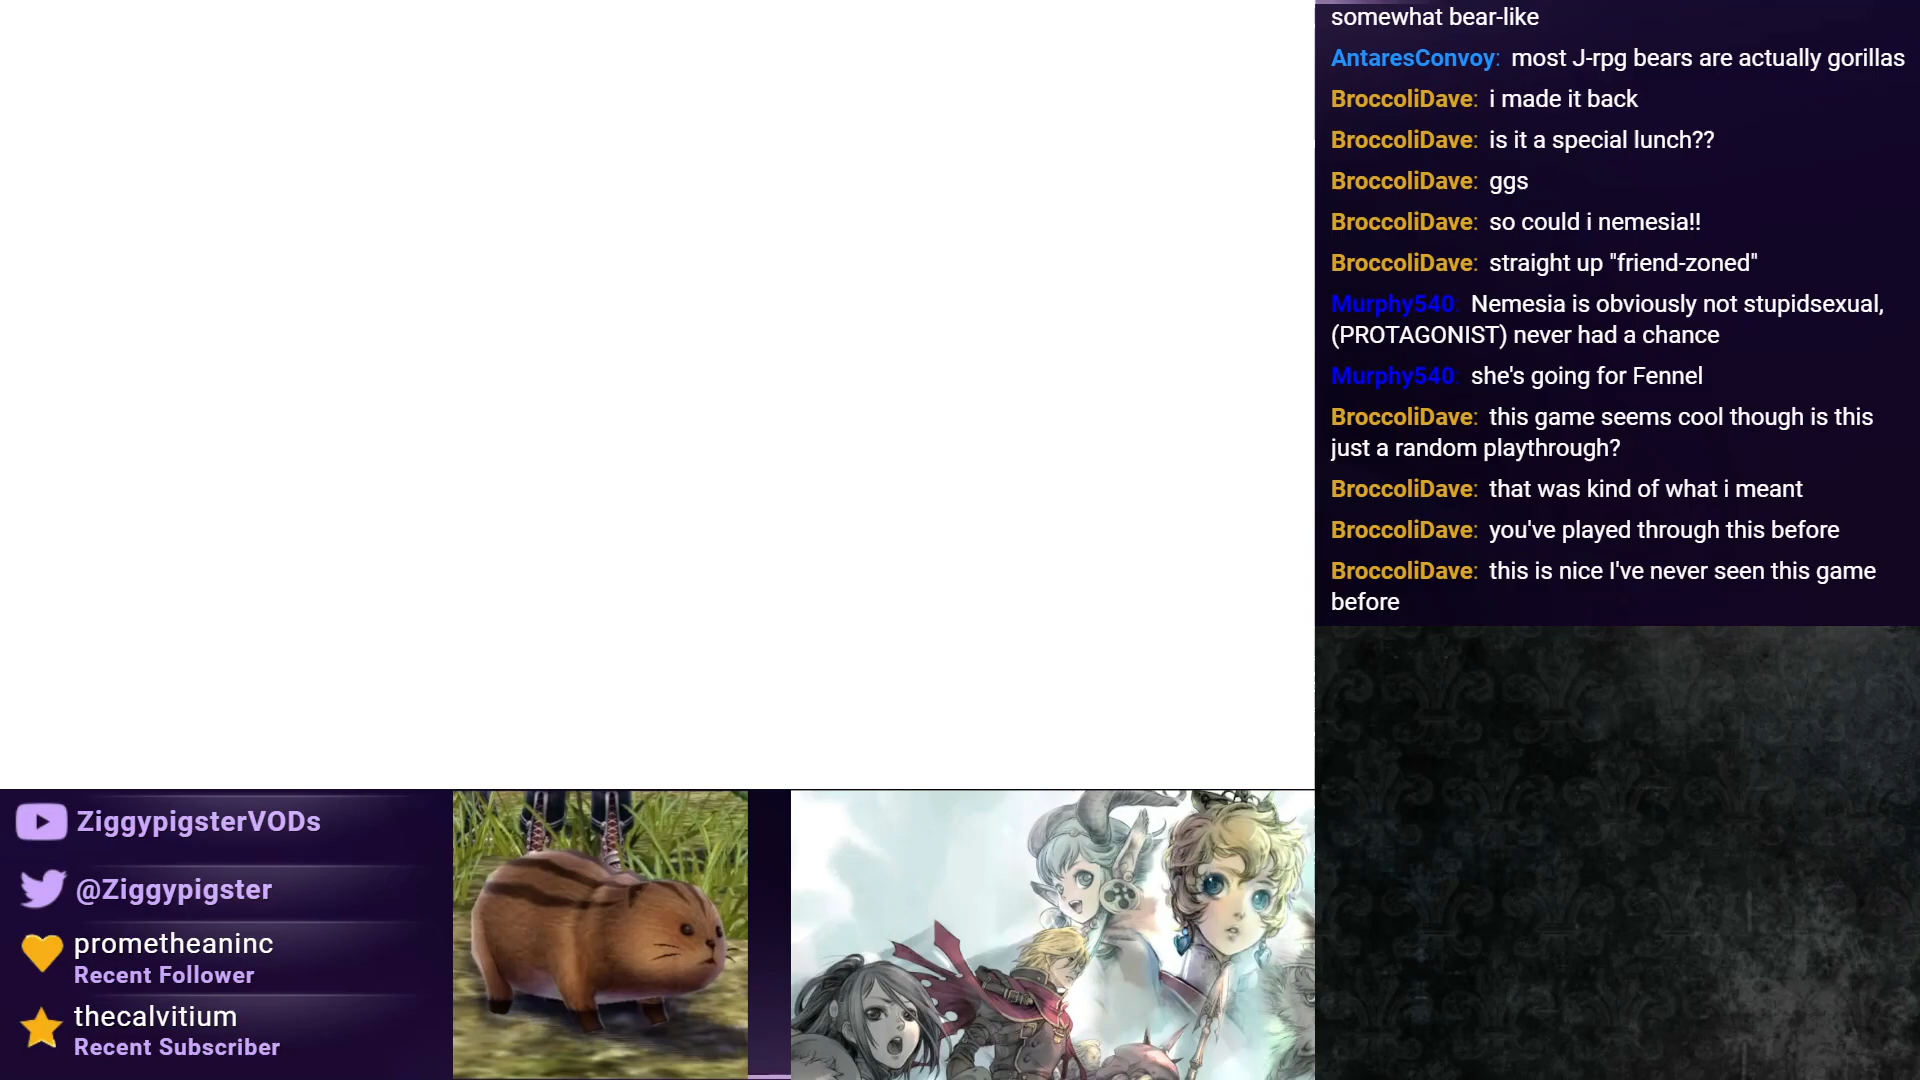 somewhat bear-like
AntaresConvoy: most J-rpg bears are actually gorillas
BroccoliDave: i made it back
BroccoliDave: is it a special lunch??
BroccoliDave: ggs
BroccoliDave: so could i nemesia!!
BroccoliDave: straight up "friend-zoned"
Murphy540: Nemesia is obviously not stupidsexual,
(PROTAGONIST) never had a chance
Murphy540: she's going for Fennel
BroccoliDave: this game seems cool though is this
just a random playthrough?
BroccoliDave: that was kind of what i meant
BroccoliDave: you've played through this before
BroccoliDave: this is nice I've never seen this game
before
ZiggypigsterVODs
@Ziggypigster
prometheaninc
Recent Follower
thecalvitium
Recent Subscriber